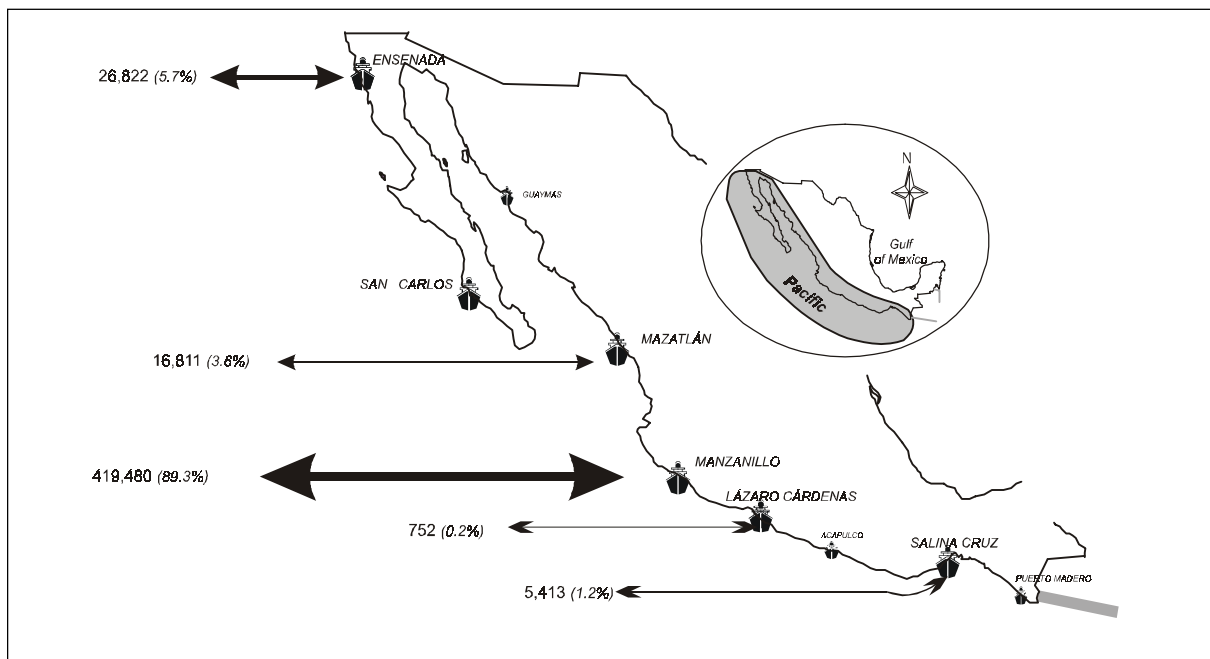 ENSENADA
26,822 (5.7%)
GUAYMAS
SAN CARLOS
MAZATLÁN
16,811 (3.6%)
MANZANILLO
419,480 (89.3%)
LÁZARO CÁRDENAS
752 (0.2%)
ACAPULCO
SALINA CRUZ
5,413 (1.2%)
PUERTO MADERO
N
Gulf
of Mexico
Pacific